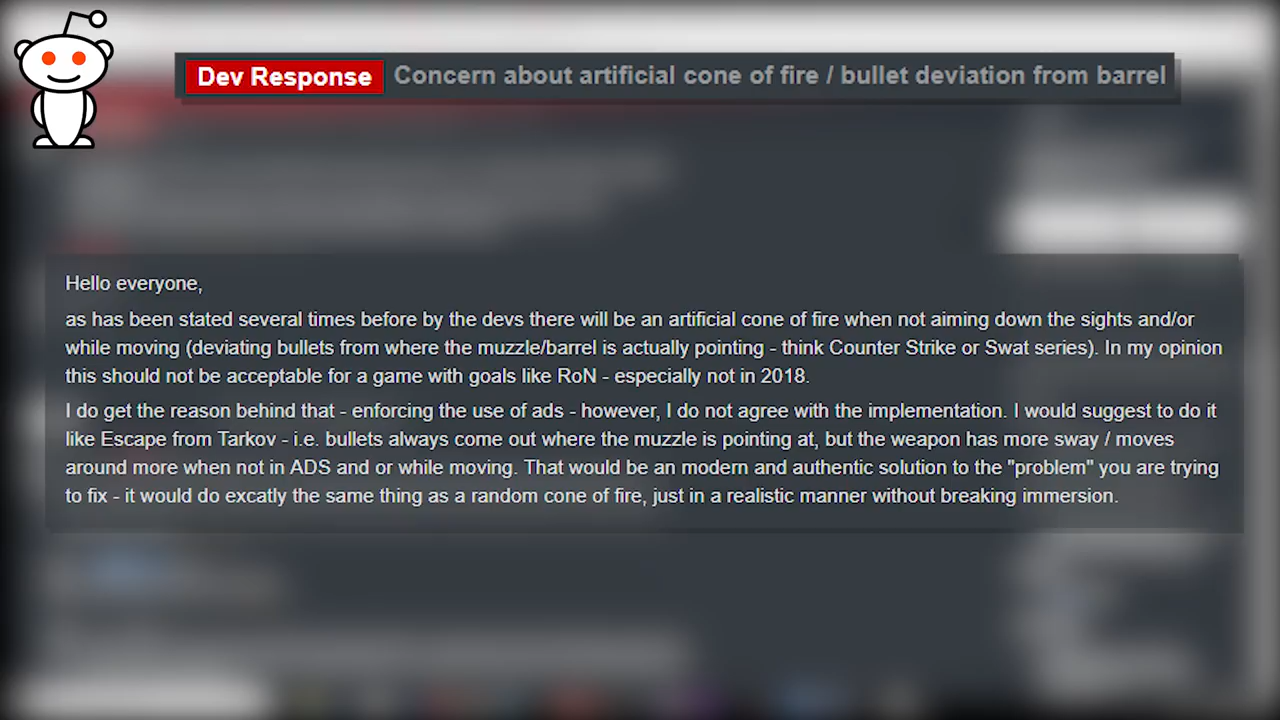 Dev Response Concern about artificial cone of fire / bullet deviation from barrel
Hello everyone,
as has been stated several times before by the devs there will be an artificial cone of fire when not aiming down the sights and/or
while moving (deviating bullets from where the muzzle/barrel is actually pointing - think Counter Strike or Swat series). In my opinion
this should not be acceptable for a game with goals like RoN - especially not in 2018.
I do get the reason behind that - enforcing the use of ads - however, I do not agree with the implementation. I would suggest to do it
like Escape from Tarkov - i.e. bullets always come out where the muzzle is pointing at, but the weapon has more sway / moves
around more when not in ADS and or while moving. That would be an modern and authentic solution to the "problem" you are trying
to fix - it would do excatly the same thing as a random cone of fire, just in a realistic manner without breaking immersion.